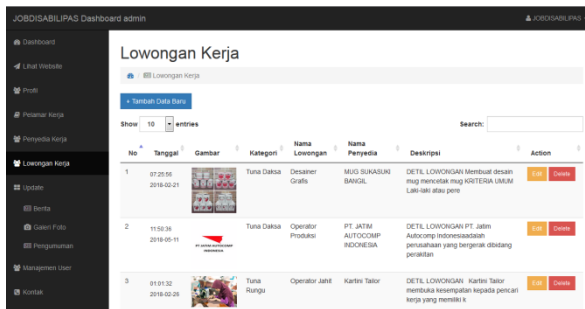 JOBDISABILIPAS Dashboard admin
JOBDISABILIPAS
Dashboard
Lihat Website
Profil
Pelamar Kerja
Penyedia Kerja
Lowongan Kerja
Update
Berita
Galeri Foto
Pengumuman
Manajemen User
Kontak
Lowongan Kerja
/ Lowongan Kerja
+ Tambah Data Baru
Show 10 entries
Search:
No Tanggal Gambar Kategori Nama Lowongan Nama Penyedia Deskripsi Action
1 07:25:56 2018-02-21 Tuna Daksa Desainer Grafis MUG SUKASUKI BANGIL
DETIL LOWONGAN Membuat desain
mug mencetak mug KRITERIA UMUM
Laki-laki atau pere
Edit Delete
2 11:50:36 2018-05-11 PT. JATIM AUTOCOMP INDONESIA Tuna Daksa Operator Produksi PT. JATIM AUTOCOMP INDONESIA
DETIL LOWONGAN PT. Jatim
Autocomp Indonesiaadalah
perusahaan yang bergerak dibidang
perakitan
Edit Delete
3 01:01:32 2018-02-28 Tuna Rungu Operator Jahit Kartini Tailor
DETIL LOWONGAN Kartini Tailor
membuka kesempatan kepada pencari
kerja yang memiliki k
Edit Delete